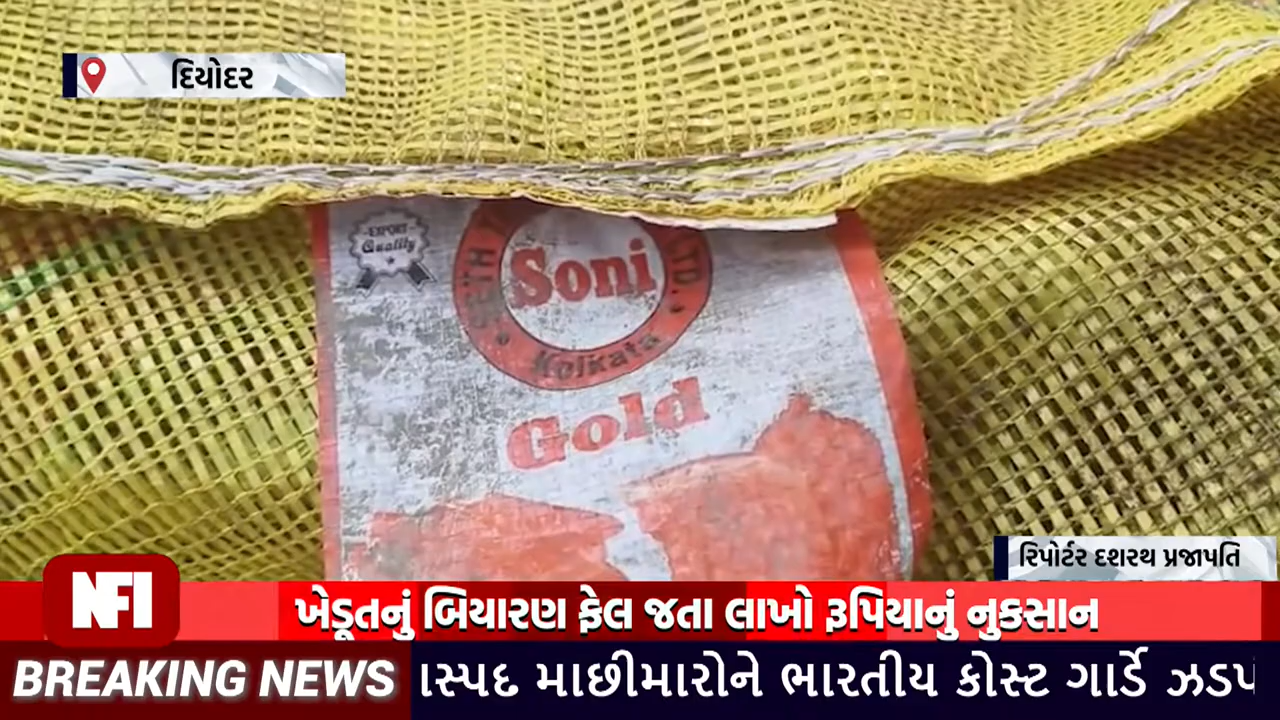 દિયોદર
EXPORT
Quality
LTD.
Soni
Kolkata
Gold
રિપોર્ટર દશરથ પ્રજાપતિ
NFI
ખેડૂતનું બિયારણ ફેલ જતા લાખો રૂપિયાનું નુકસાન
BREAKING NEWS
ાસ્પદ માછીમારોને ભારતીય કોસ્ટ ગાર્ડે ઝડપ